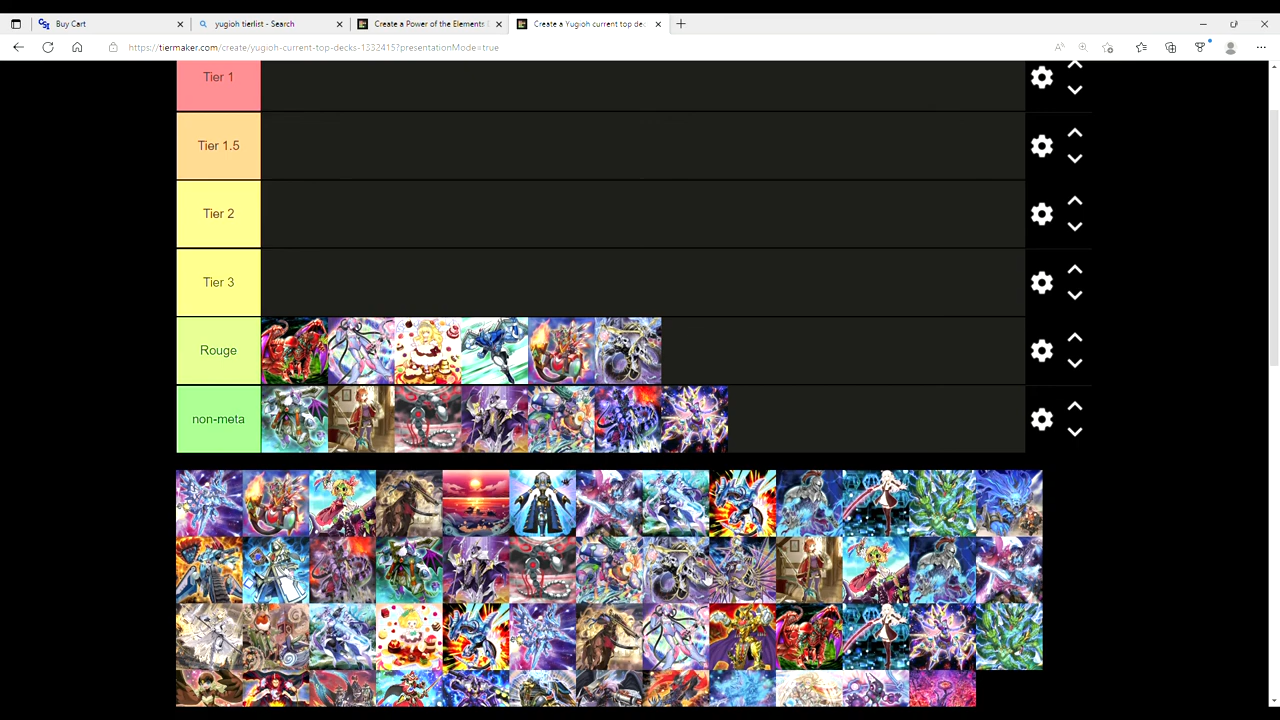 Buy Cart
yugioh tierlist - Search
Create a Power of the Elements
Create a Yugioh current top de
https://tiermaker.com/create/yugioh-current-top-decks-1332415?presentationMode=true
Tier 1
Tier 1.5
Tier 2
Tier 3
Rouge
non-meta